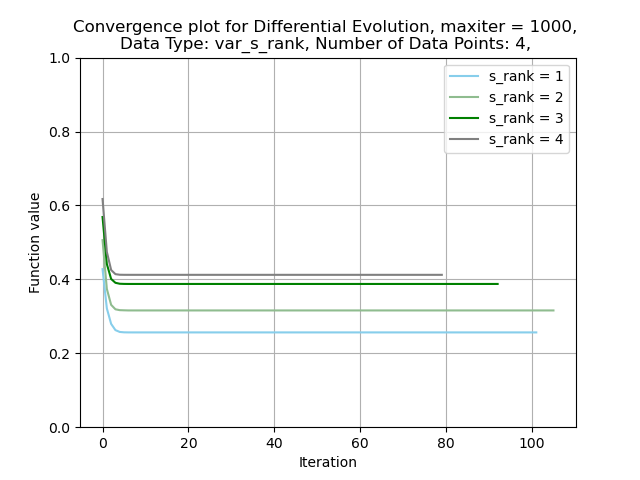 Convergence plot for Differential Evolution, maxiter = 1000,
Data Type: var_s_rank, Number of Data Points: 4,
1.0
0.8
0.6
0.4
0.2
0.0
Function value
s_rank = 1
s_rank = 2
s_rank = 3
s_rank = 4
0 20 40 60 80 100
Iteration